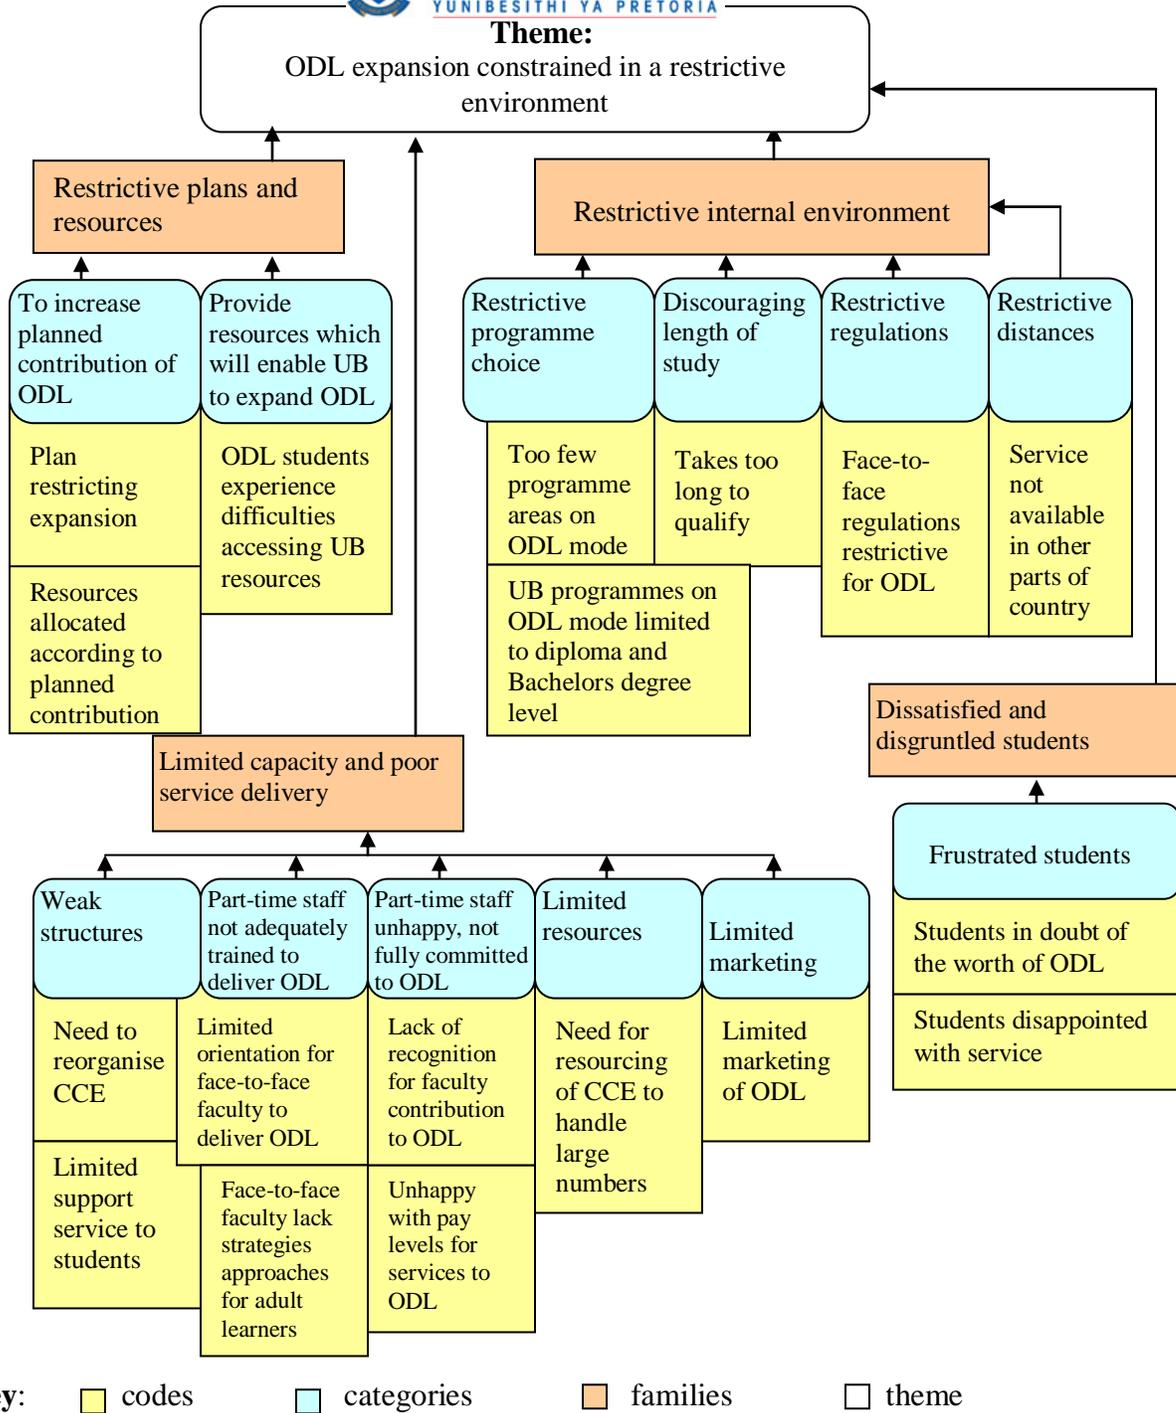 YUNIBESITHI YA PRETORIA
Theme:
ODL expansion constrained in a restrictive
environment
Restrictive plans and
resources
Restrictive internal environment
To increase
planned
contribution of
ODL
Provide
resources which
will enable UB
to expand ODL
Restrictive
programme
choice
Discouraging
length of
study
Restrictive
regulations
Restrictive
distances
Plan
restricting
expansion
ODL students
experience
difficulties
accessing UB
resources
Too few
programme
areas on
ODL mode
Takes too
long to
qualify
Face-to-
face
regulations
restrictive
for ODL
Service
not
available
in other
parts of
country
Resources
allocated
according to
planned
contribution
UB programmes on
ODL mode limited
to diploma and
Bachelors degree
level
Dissatisfied and
disgruntled students
Limited capacity and poor
service delivery
Frustrated students
Students in doubt of
the worth of ODL
Students disappointed
with service
Weak
structures
Part-time staff
not adequately
trained to
deliver ODL
Part-time staff
unhappy, not
fully committed
to ODL
Limited
resources
Limited
marketing
Need to
reorganise
CCE
Limited
orientation for
face-to-face
faculty to
deliver ODL
Lack of
recognition
for faculty
contribution
to ODL
Need for
resourcing
of CCE to
handle
large
numbers
Limited
marketing
of ODL
Limited
support
service to
students
Face-to-face
faculty lack
strategies
approaches
for adult
learners
Unhappy
with pay
levels for
services to
ODL
ey: codes categories families theme